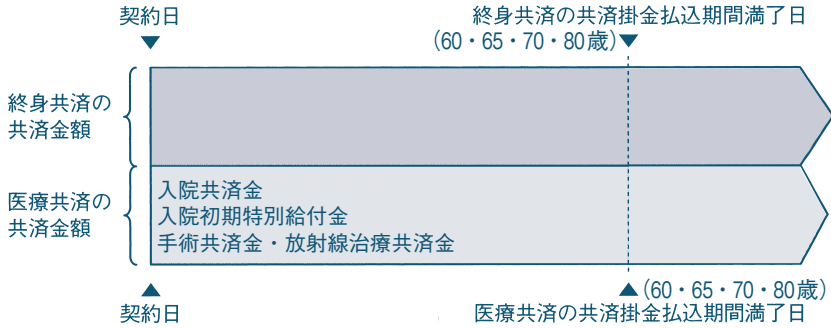 契約日
終身共済の共済掛金払込期間満了日
(60・65・70・80歳)
終身共済の
共済金額
医療共済の
共済金額
入院共済金
入院初期特別給付金
手術共済金・放射線治療共済金
(60・65・70・80歳)
契約日
医療共済の共済掛金払込期間満了日